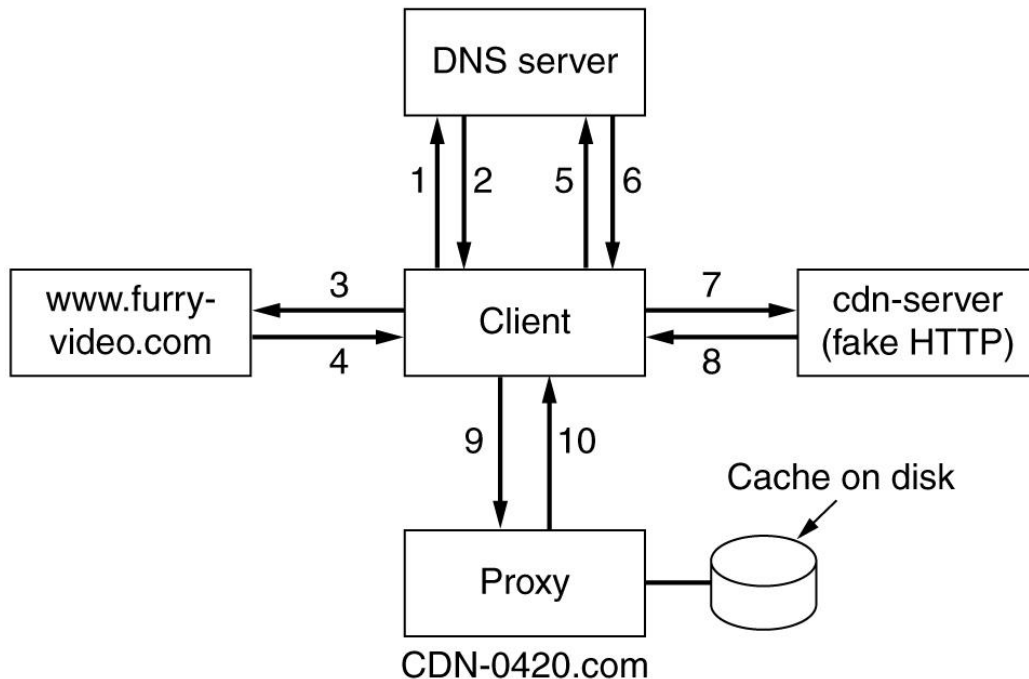 DNS server
1
2
5
6
www.furry-
video.com
3
4
Client
7
8
cdn-server
(fake HTTP)
9
10
Cache on disk
Proxy
CDN-0420.com